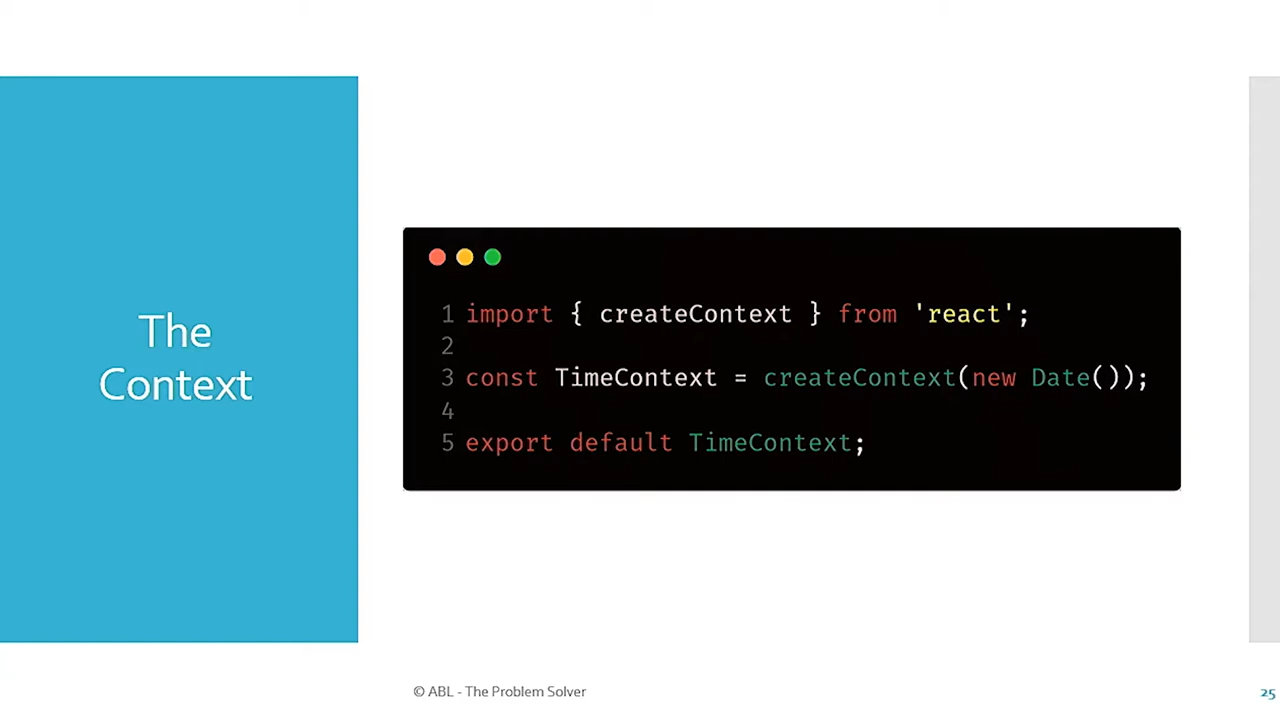 The
Context
1 import { createContext } from 'react';
2
3 const TimeContext = createContext(new Date());
4
5 export default TimeContext;
© ABL - The Problem Solver
25